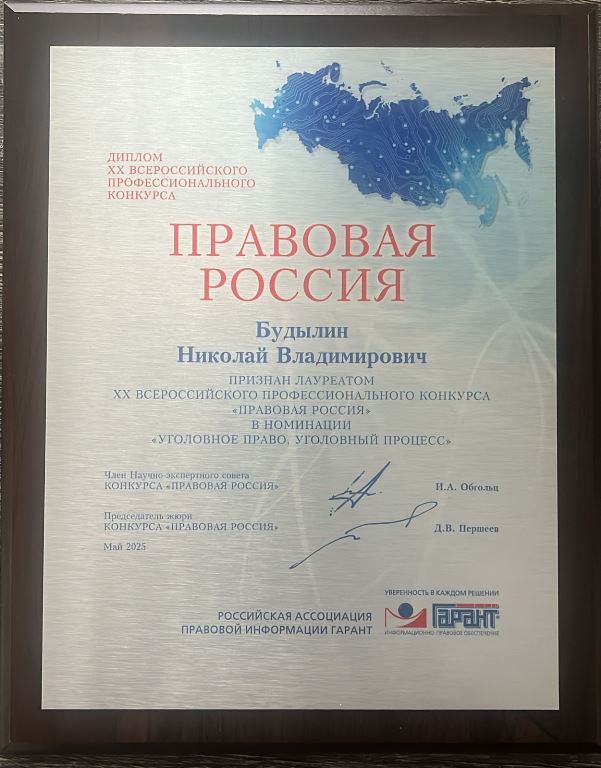 ДИПЛОМ
XX ВСЕРОССИЙСКОГО
ПРОФЕССИОНАЛЬНОГО
КОНКУРСА
ПРАВОВАЯ
РОССИЯ
Будылин
Николай Владимирович
ПРИЗНАН ЛАУРЕАТОМ
XX ВСЕРОССИЙСКОГО ПРОФЕССИОНАЛЬНОГО КОНКУРСА
«ПРАВОВАЯ РОССИЯ»
В НОМИНАЦИИ
«УГОЛОВНОЕ ПРАВО, УГОЛОВНЫЙ ПРОЦЕСС»
Член Научно-экспертного совета
КОНКУРСА «ПРАВОВАЯ РОССИЯ»
И.А. Обгольц
Председатель жюри
КОНКУРСА «ПРАВОВАЯ РОССИЯ»
Д.В. Першеев
Май 2025
УВЕРЕННОСТЬ В КАЖДОМ РЕШЕНИИ
РОССИЙСКАЯ АССОЦИАЦИЯ
ПРАВОВОЙ ИНФОРМАЦИИ ГАРАНТ
ГАРАНТ
ИНФОРМАЦИОННО-ПРАВОВОЕ ОБЕСПЕЧЕНИЕ